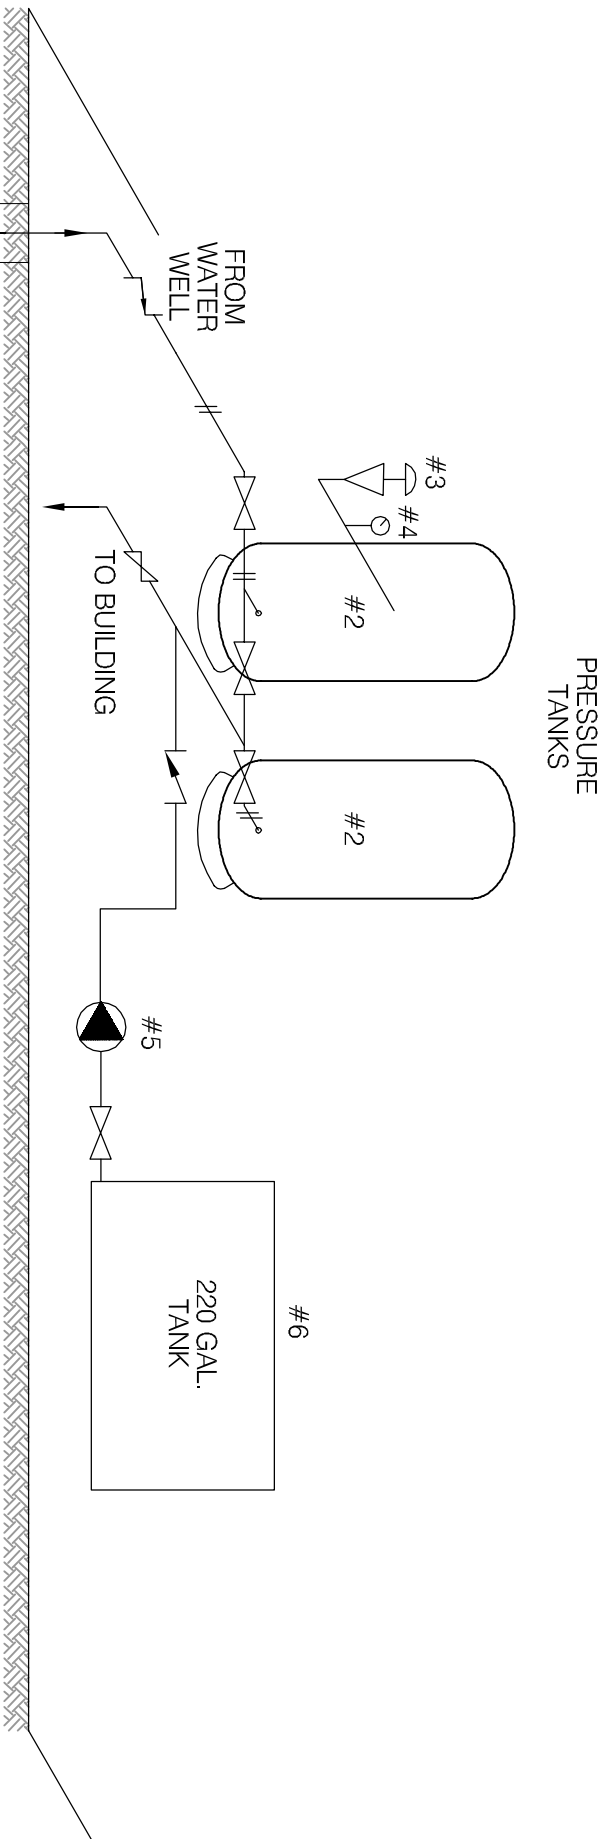 PRESSURE
TANKS
#3
#4
#2
#2
FROM
WATER
WELL
TO BUILDING
#5
#6
220 GAL.
TANK